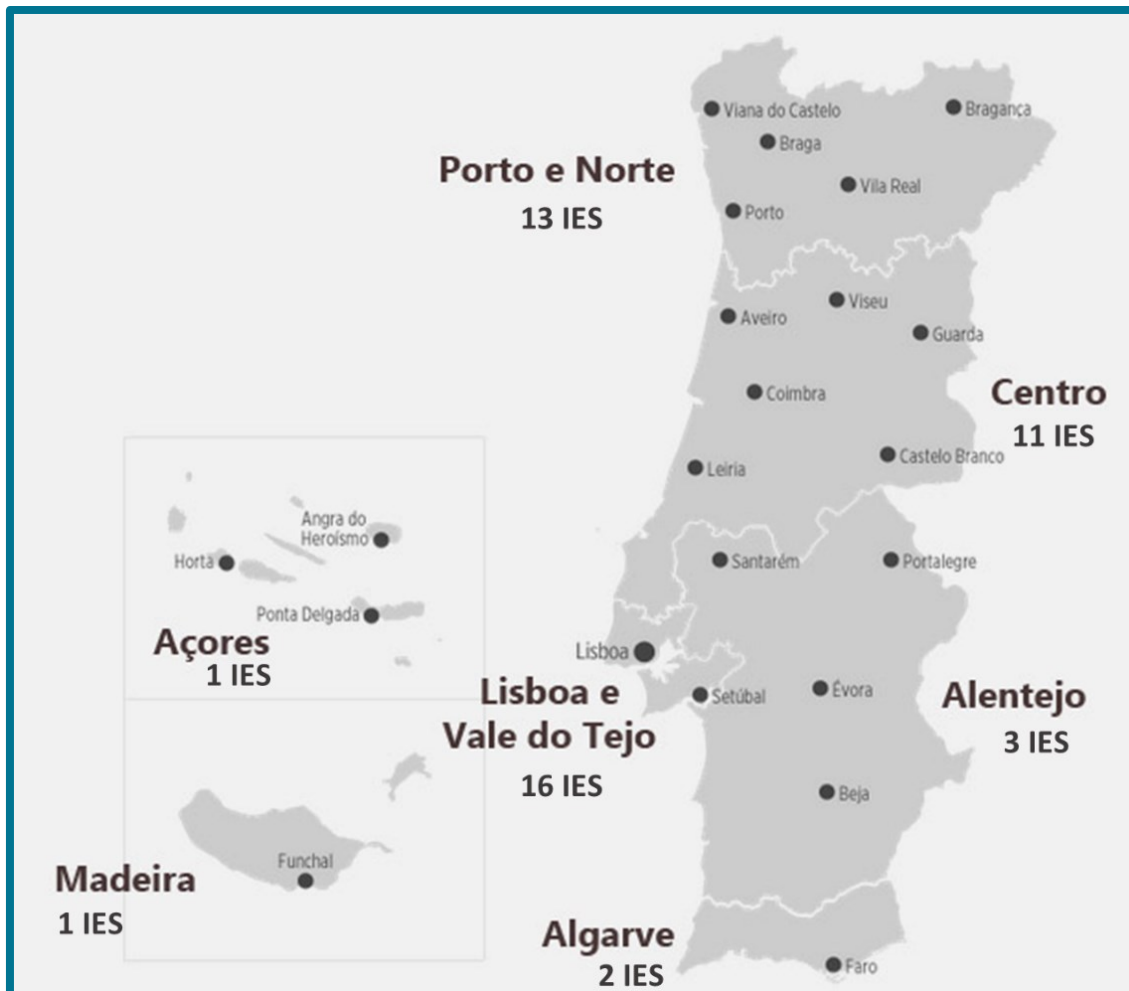 Viana do Castelo
Bragança
Braga
Porto e Norte
13 IES
Vila Real
Porto
Viseu
Aveiro
Guarda
Coimbra
Centro
11 IES
Castelo Branco
Leiria
Angra do
Heroísmo
Horta
Ponta Delgada
Açores
1 IES
Santarém
Portalegre
Lisboa
Lisboa e
Vale do Tejo
16 IES
Setúbal
Évora
Alentejo
3 IES
Beja
Funchal
Madeira
1 IES
Algarve
2 IES
Faro